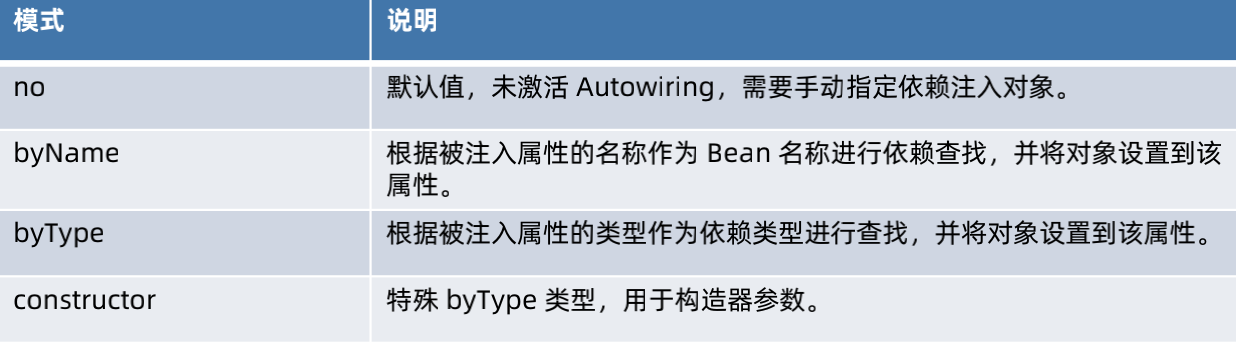 模式 说明
no 默认值，未激活 Autowiring，需要手动指定依赖注入对象。
byName 根据被注入属性的名称作为 Bean 名称进行依赖查找，并将对象设置到该
属性。
byType 根据被注入属性的类型作为依赖类型进行查找，并将对象设置到该属性。
constructor 特殊 byType 类型，用于构造器参数。